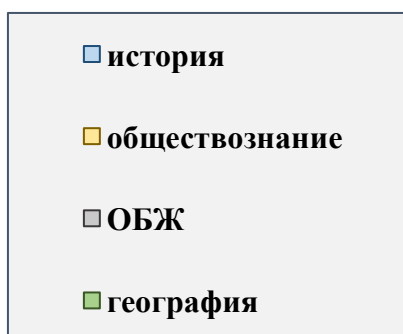 история
обществознание
ОБЖ
география